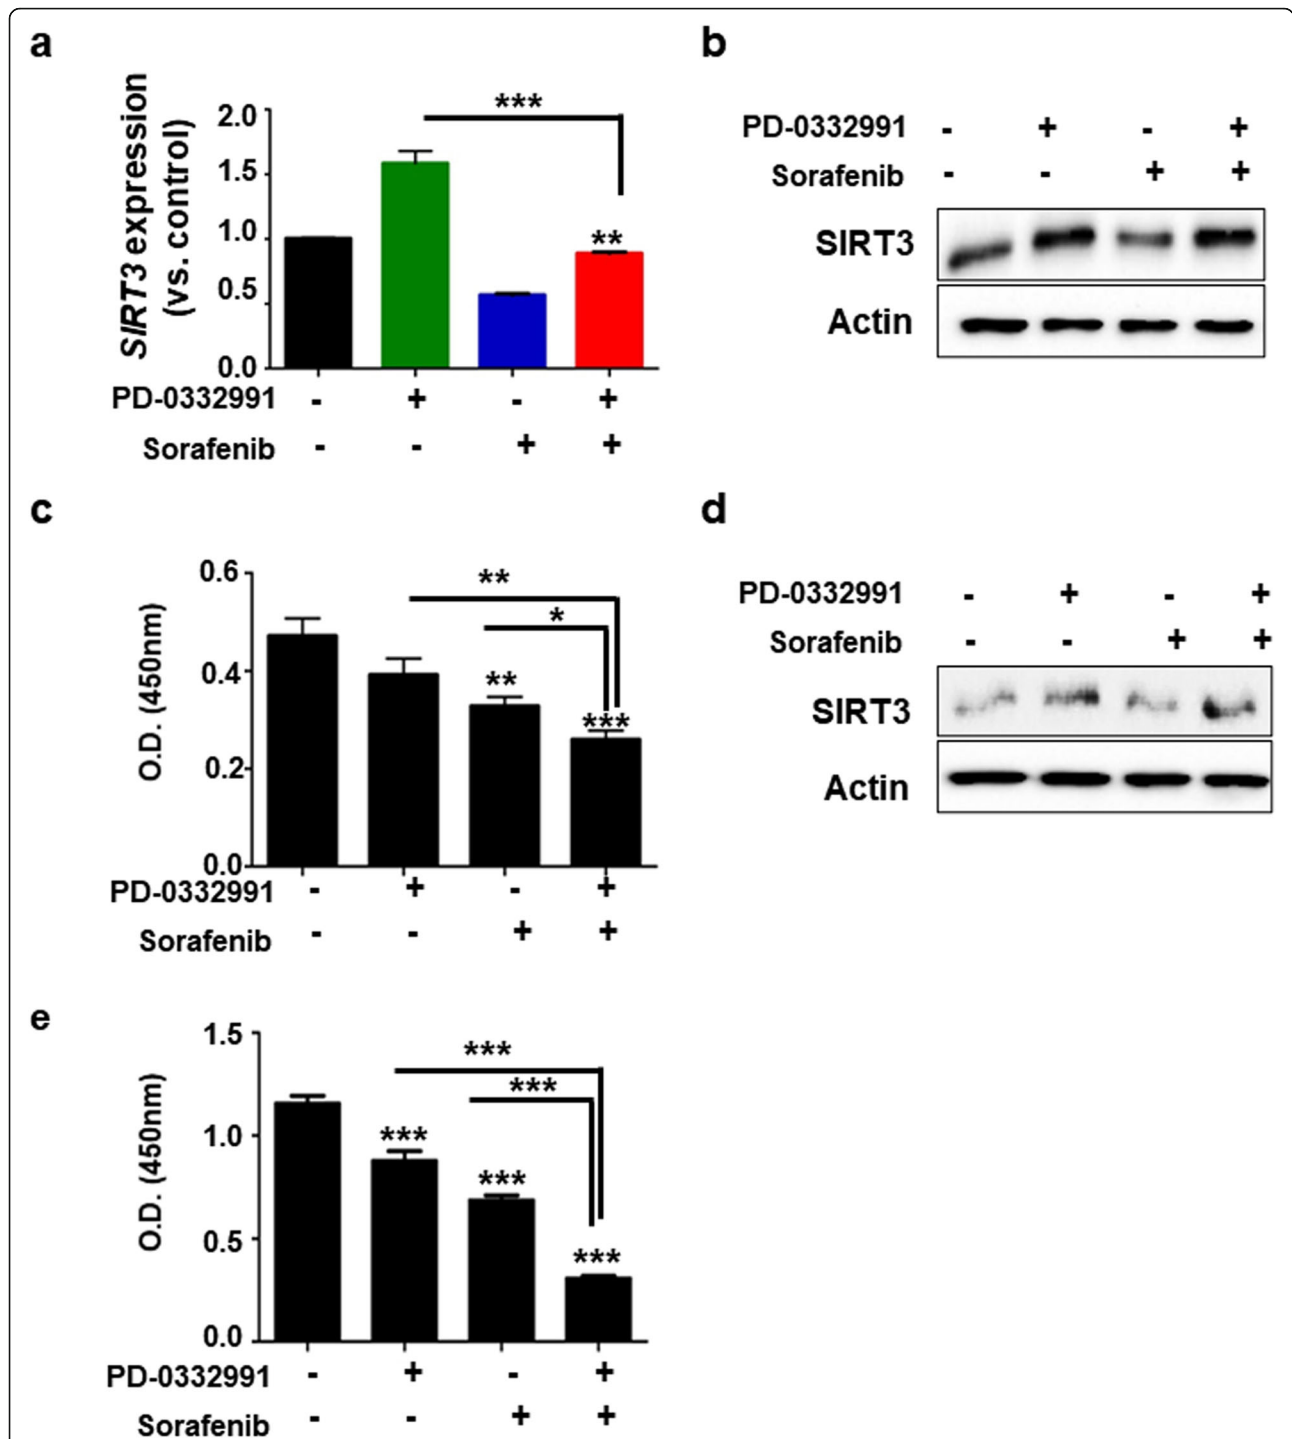 a
SIRT3 expression
(vs. control)
2.0
1.5
1.0
0.5
0.0
***
**
PD-0332991 - + - +
Sorafenib - - + +
b
PD-0332991 - + - +
Sorafenib - - + +
SIRT3
Actin
c
O.D. (450nm)
0.6
0.4
0.2
0.0
**
*
**
***
PD-0332991 - + - +
Sorafenib - - + +
d
PD-0332991 - + - +
Sorafenib - - + +
SIRT3
Actin
e
O.D. (450nm)
1.5
1.0
0.5
0.0
***
***
***
***
***
PD-0332991 - + - +
Sorafenib - - + +